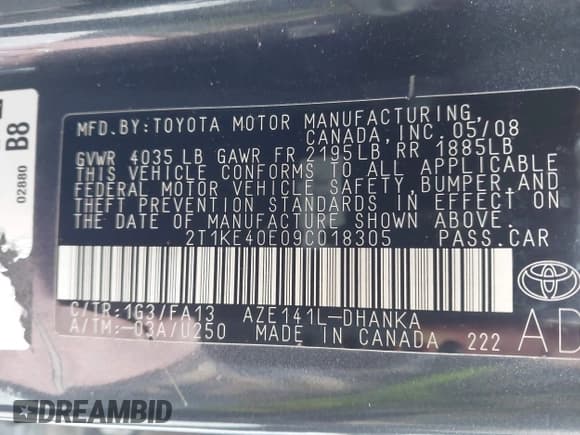 B8
02880
MFD. BY: TOYOTA MOTOR MANUFACTURING,
CANADA, INC. 05/08
GVWR 4035 LB GAWR FR 2195LB, RR 1885LB
THIS VEHICLE CONFORMS TO ALL APPLICABLE
FEDERAL MOTOR VEHICLE SAFETY, BUMPER, AND
THEFT PREVENTION STANDARDS IN EFFECT ON
THE DATE OF MANUFACTURE SHOWN ABOVE.
2T1KE40E09C018305 PASS. CAR
C/TR: 1G3/FA13 AZE141L-DHANKA
A/TM: -03A/U250 MADE IN CANADA 222
AD
DREAMBID